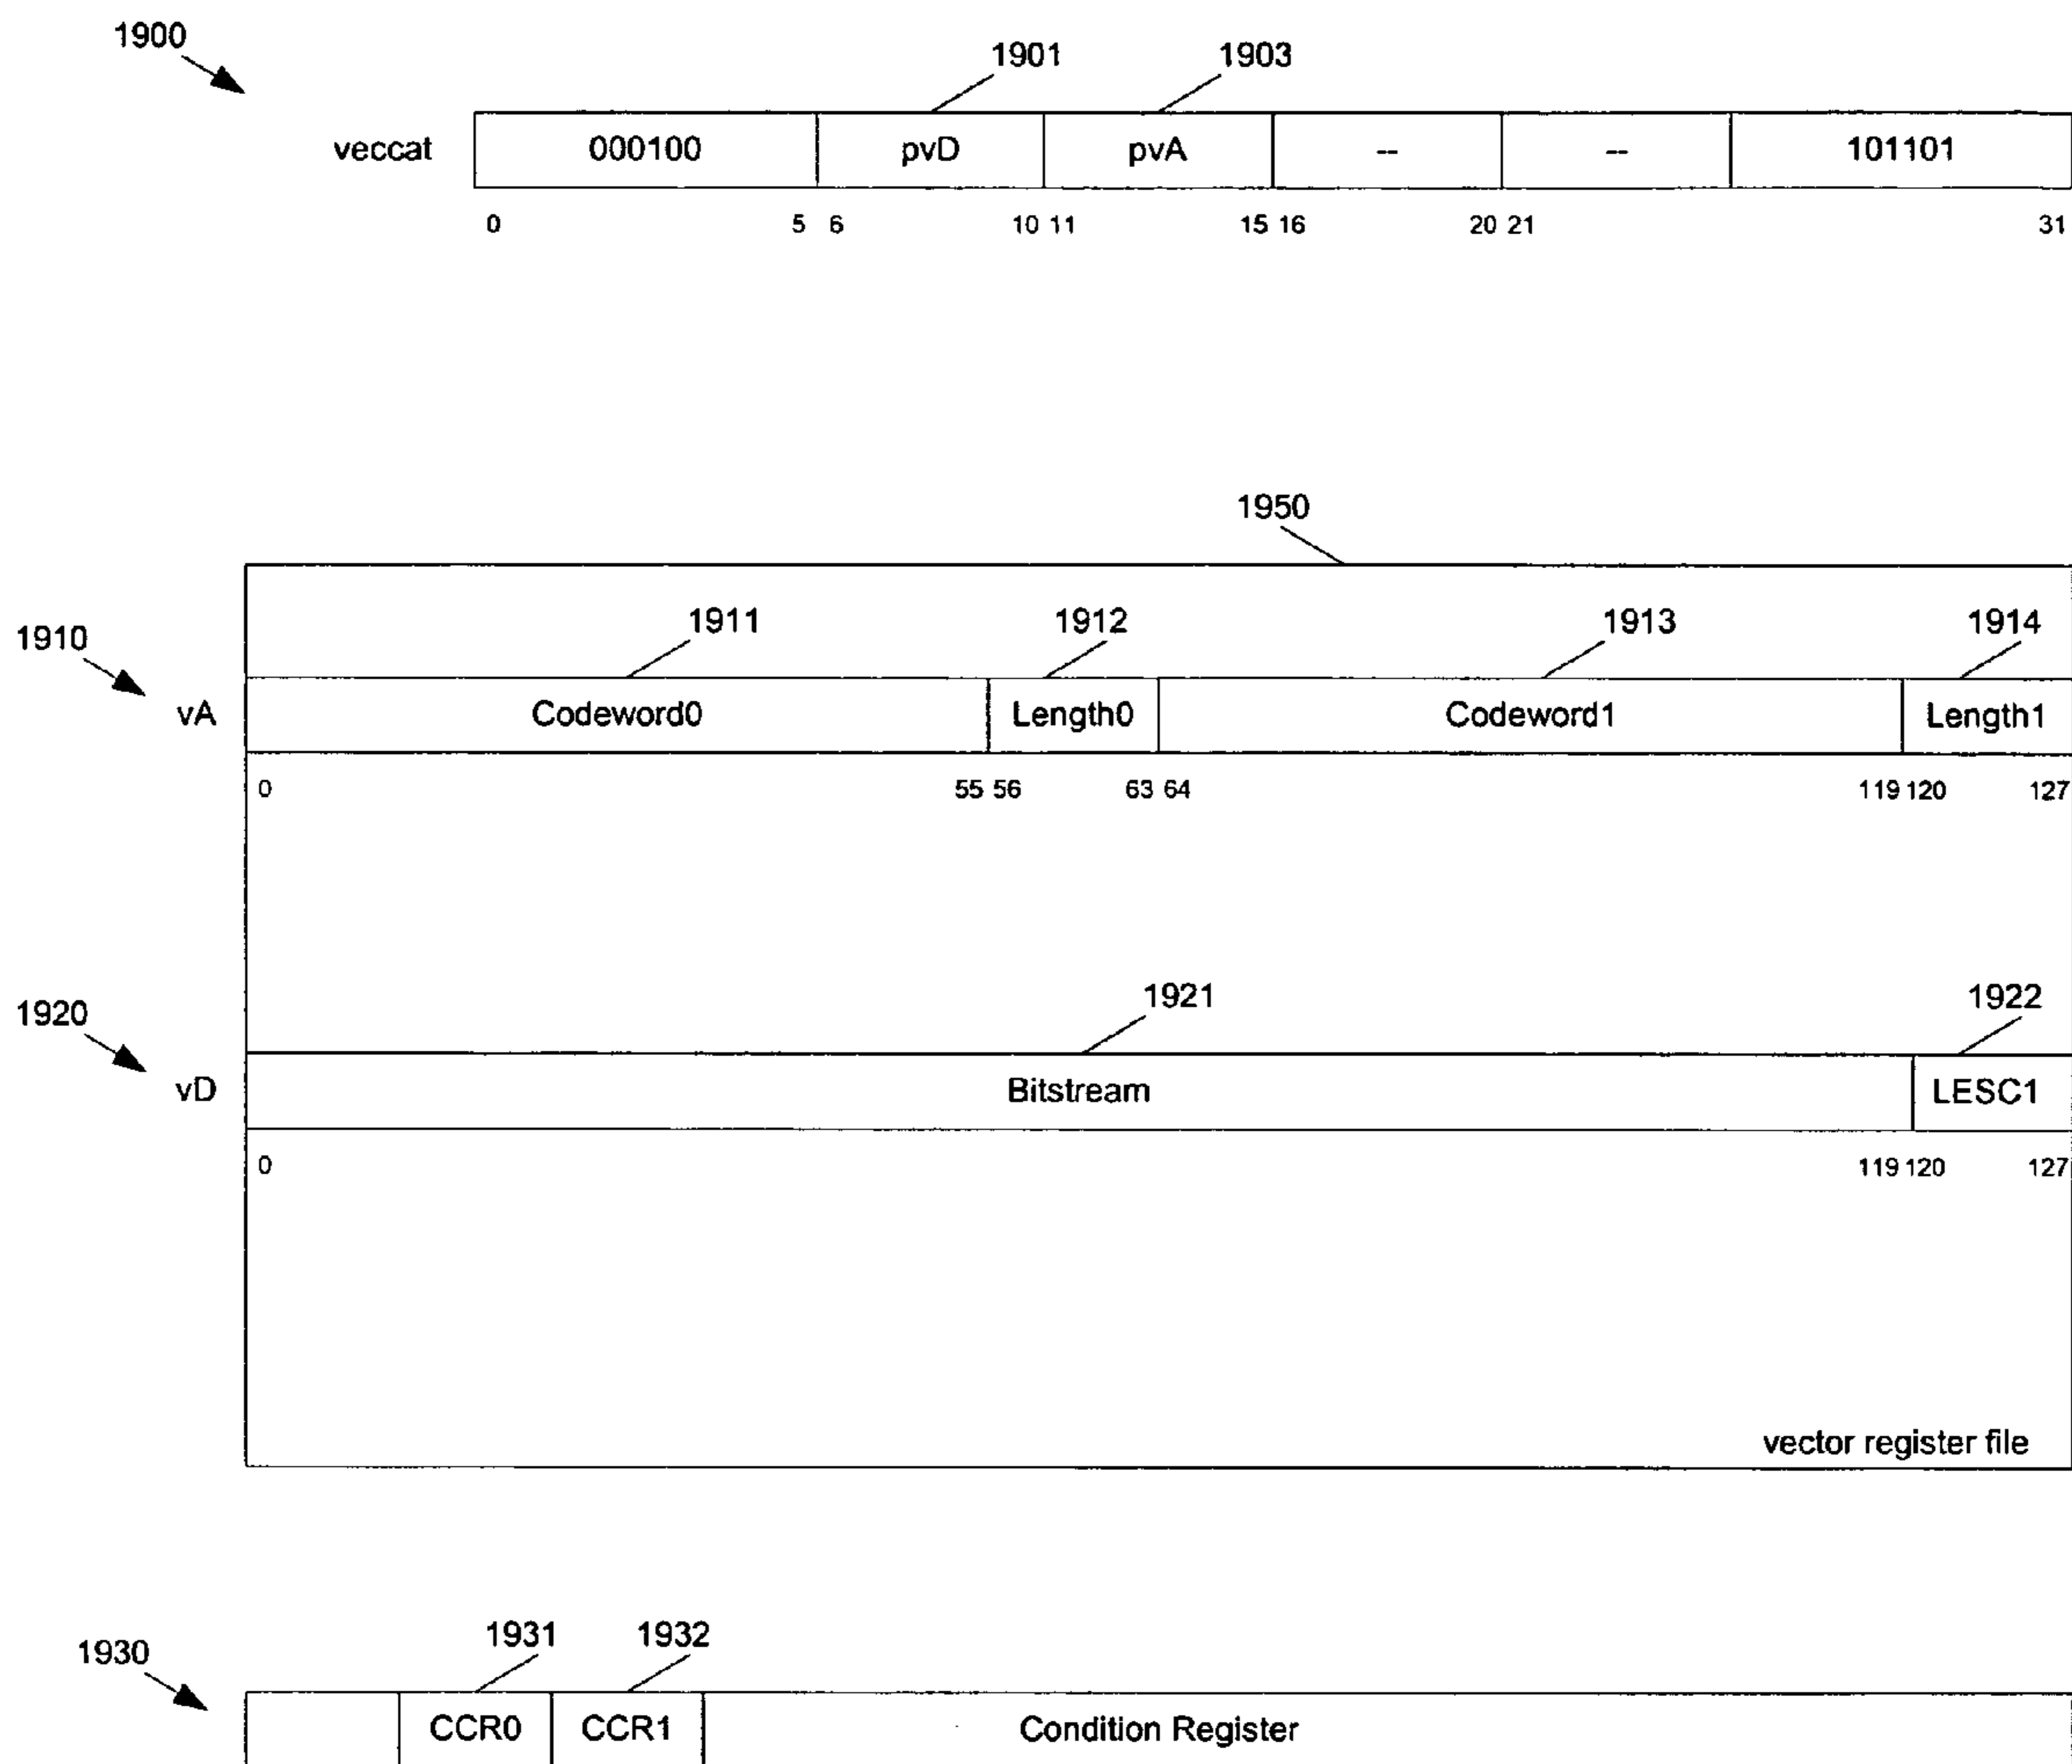 1900
1901 1903
veccat 000100 pvD pvA -- -- 101101
0 5 6 10 11 15 16 20 21 31
1950
1910 1911 1912 1913 1914
vA Codeword0 Length0 Codeword1 Length1
0 55 56 63 64 119 120 127
1920 1921 1922
vD Bitstream LESC1
0 119 120 127
vector register file
1930 1931 1932
CCR0 CCR1 Condition Register